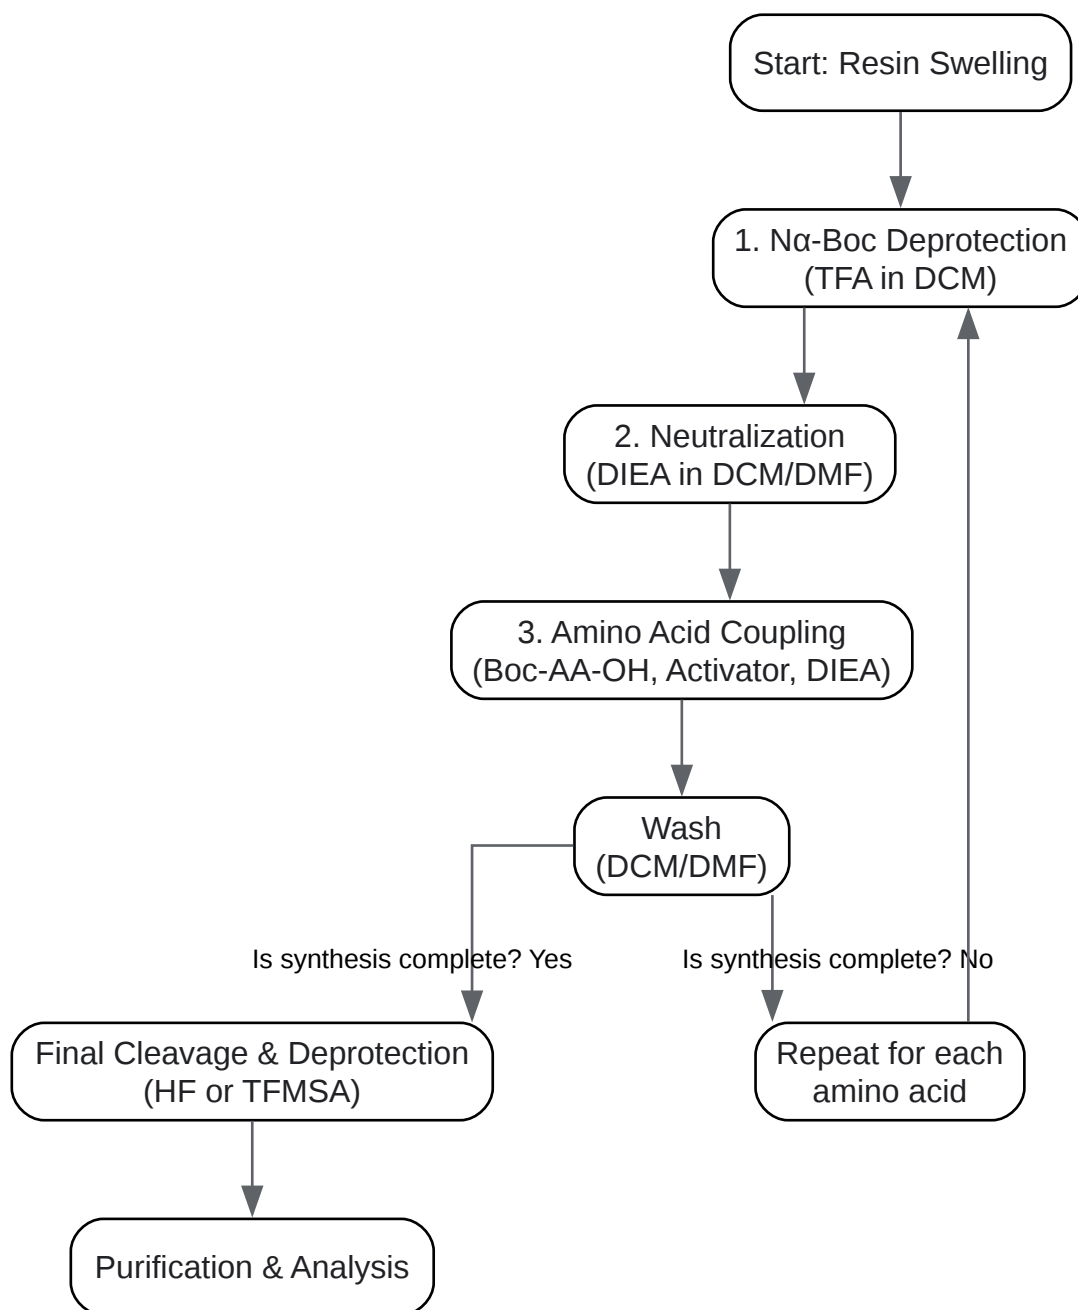 Start: Resin Swelling
1. Nα-Boc Deprotection
(TFA in DCM)
2. Neutralization
(DIEA in DCM/DMF)
3. Amino Acid Coupling
(Boc-AA-OH, Activator, DIEA)
Wash
(DCM/DMF)
Is synthesis complete? Yes
Is synthesis complete? No
Final Cleavage & Deprotection
(HF or TFMSA)
Repeat for each
amino acid
Purification & Analysis